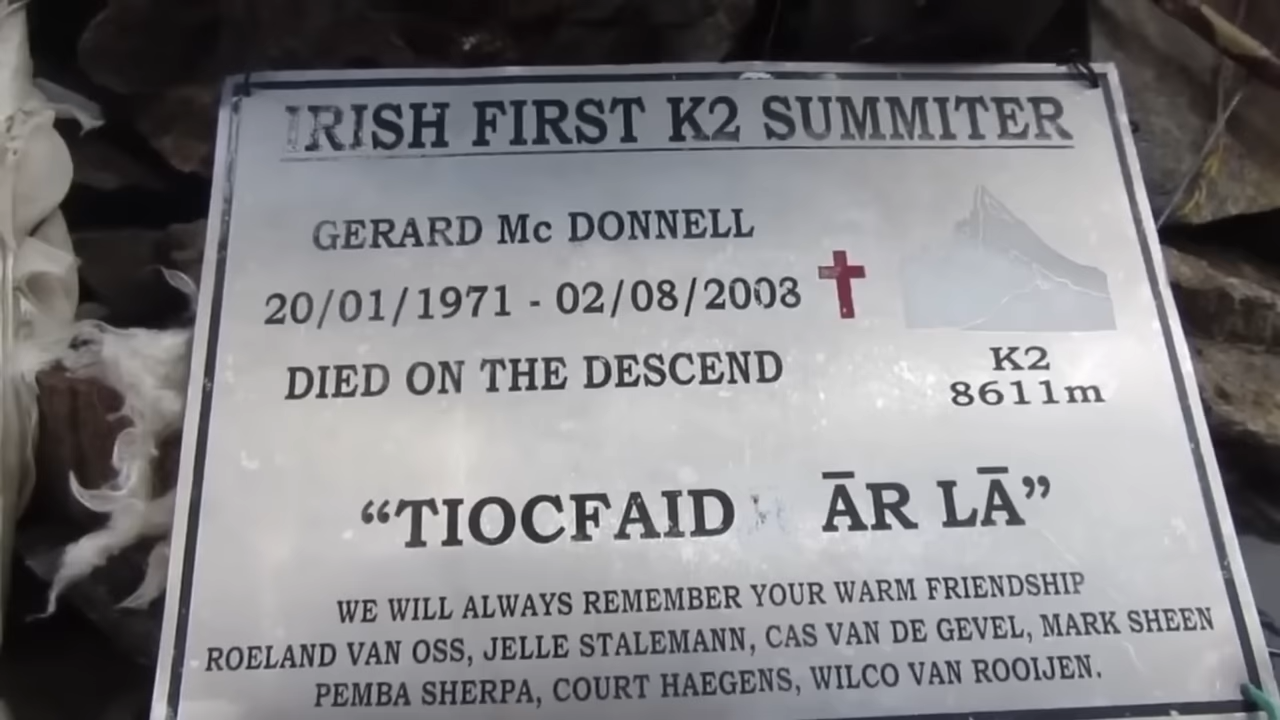 IRISH FIRST K2 SUMMITER
GERARD Mc DONNELL
20/01/1971 - 02/08/2008
DIED ON THE DESCEND
K2
8611m
“TIOCFAID ĀR LĀ”
WE WILL ALWAYS REMEMBER YOUR WARM FRIENDSHIP
ROELAND VAN OSS, JELLE STALEMANN, CAS VAN DE GEVEL, MARK SHEEN
PEMBA SHERPA, COURT HAEGENS, WILCO VAN ROOIJEN.